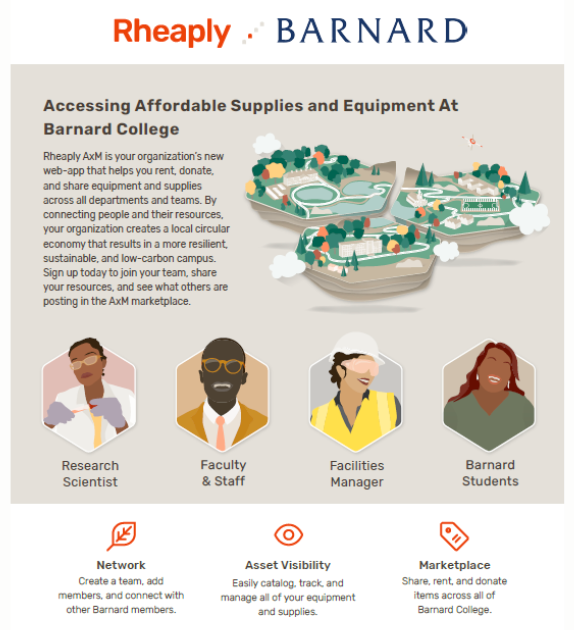 Rheaply BARNARD
Accessing Affordable Supplies and Equipment At
Barnard College
Rheaply AxM is your organization's new
web-app that helps you rent, donate,
and share equipment and supplies
across all departments and teams. By
connecting people and their resources,
your organization creates a local circular
economy that results in a more resilient,
sustainable, and low-carbon campus.
Sign up today to join your team, share
your resources, and see what others are
posting in the AxM marketplace.
Research
Scientist
Faculty
& Staff
Facilities
Manager
Barnard
Students
Network
Create a team, add
members, and connect with
other Barnard members.
Asset Visibility
Easily catalog, track, and
manage all of your equipment
and supplies.
Marketplace
Share, rent, and donate
items across all of
Barnard College.